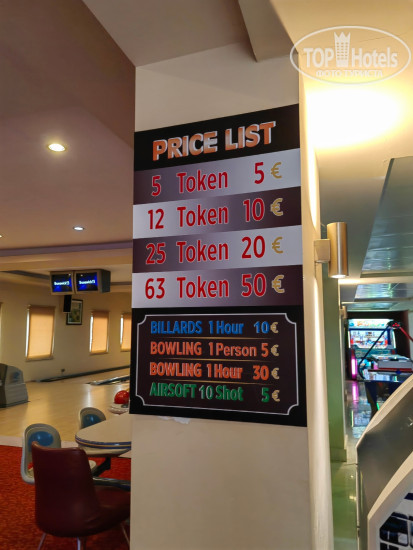 TOP Hotels
PRICE LIST
5 Token 5 €
12 Token 10 €
25 Token 20 €
63 Token 50 €
BILLARDS 1 Hour 10 €
BOWLING 1 Person 5 €
BOWLING 1 Hour 30 €
AIRSOFT 10 Shot 5 €